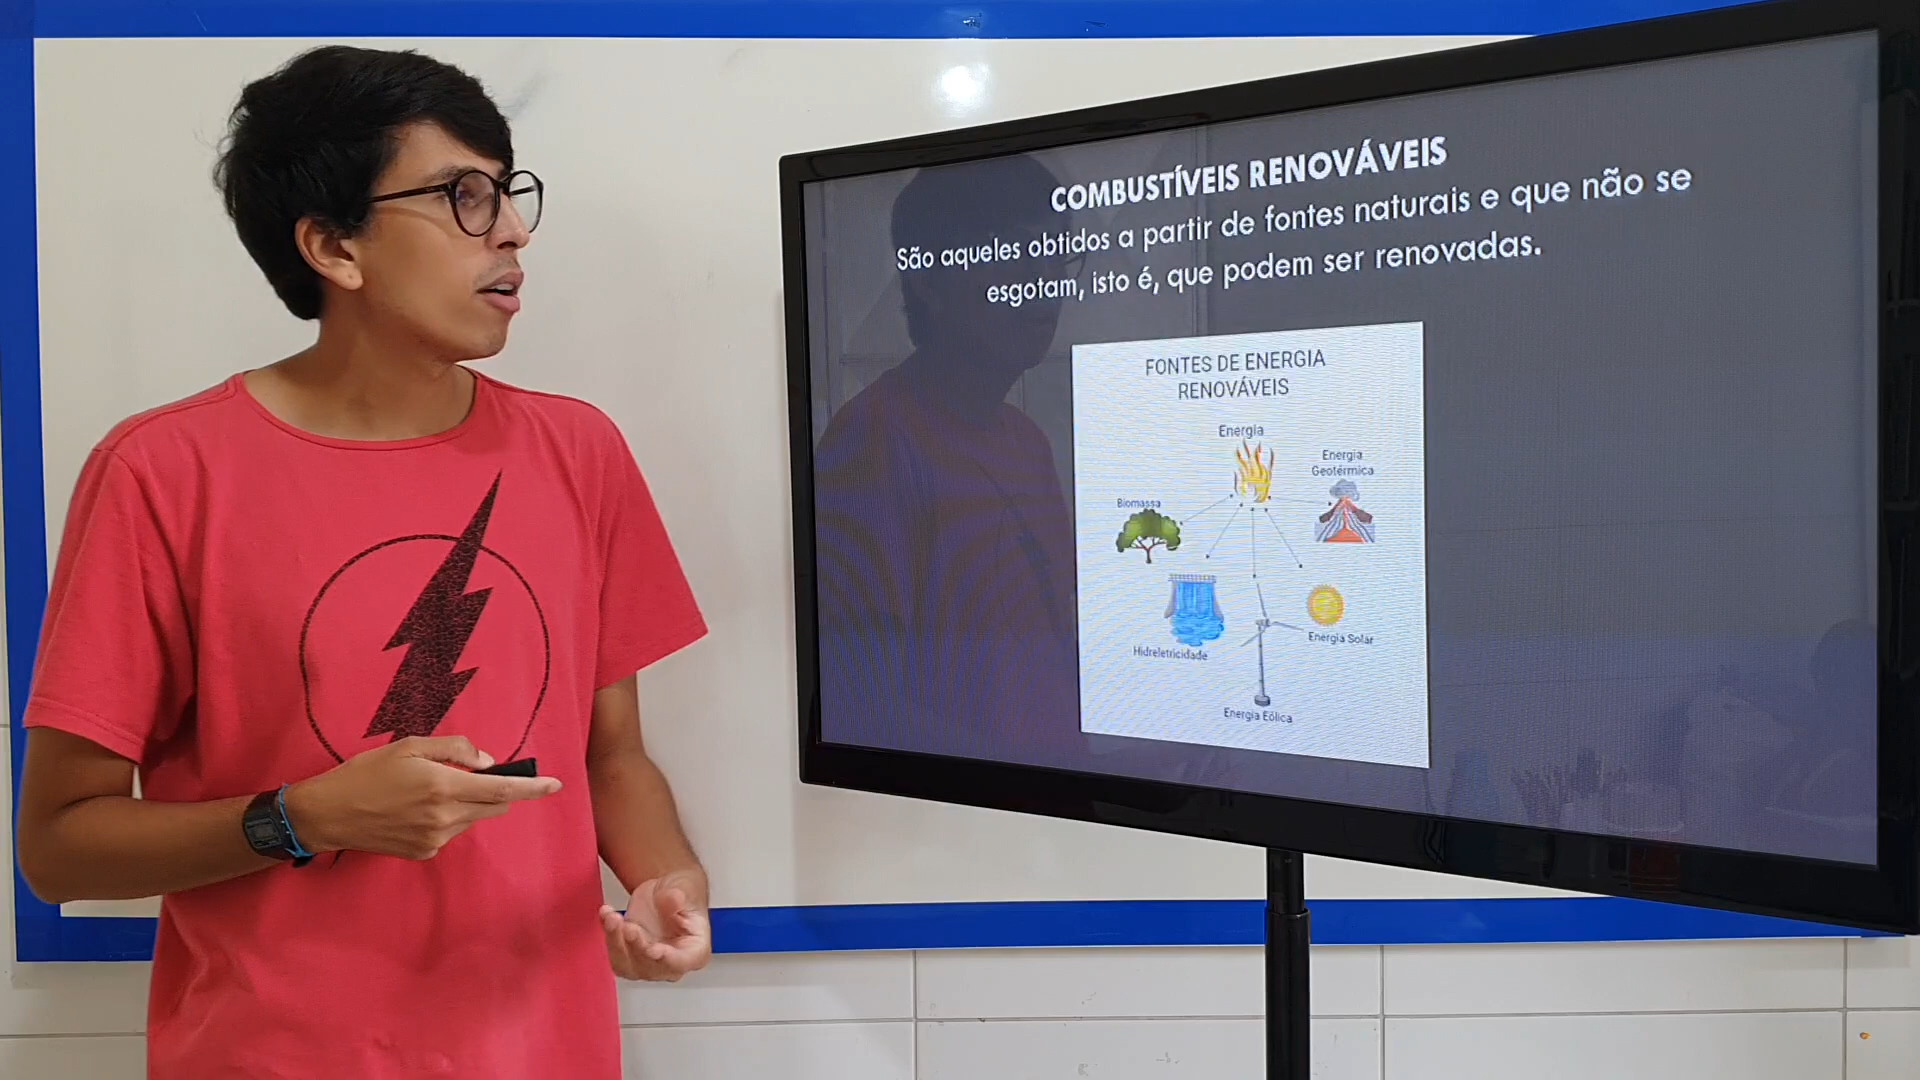 COMBUSTÍVEIS RENOVÁVEIS
São aqueles obtidos a partir de fontes naturais e que não se
esgotam, isto é, que podem ser renovadas.
FONTES DE ENERGIA
RENOVÁVEIS
Energia
Energia
Geotérmica
Biomassa
Energia Solar
Hidreletricidade
Energia Eólica